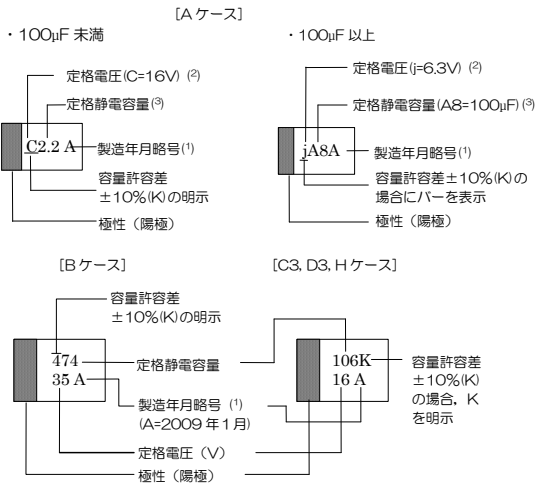 [Aケース]
・100μF 未満
・100μF 以上
定格電圧(C=16V) (2)
定格静電容量(3)
C2.2 A
製造年月略号(1)
容量許容差
±10%(K)の明示
極性（陽極）
定格電圧(j=6.3V) (2)
定格静電容量(A8=100μF) (3)
jA8A
製造年月略号(1)
容量許容差±10%(K)の
場合にバーを表示
極性（陽極）
[Bケース]
[C3, D3, Hケース]
容量許容差
±10%(K)の明示
474
35 A
定格静電容量
製造年月略号 (1)
(A=2009年1月)
定格電圧（V）
極性（陽極）
106K
16 A
容量許容差
±10%(K)
の場合，K
を明示